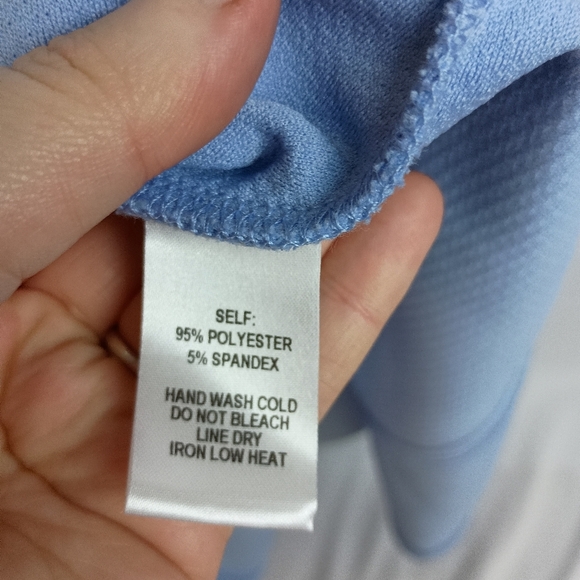 SELF:
95% POLYESTER
5% SPANDEX
HAND WASH COLD
DO NOT BLEACH
LINE DRY
IRON LOW HEAT